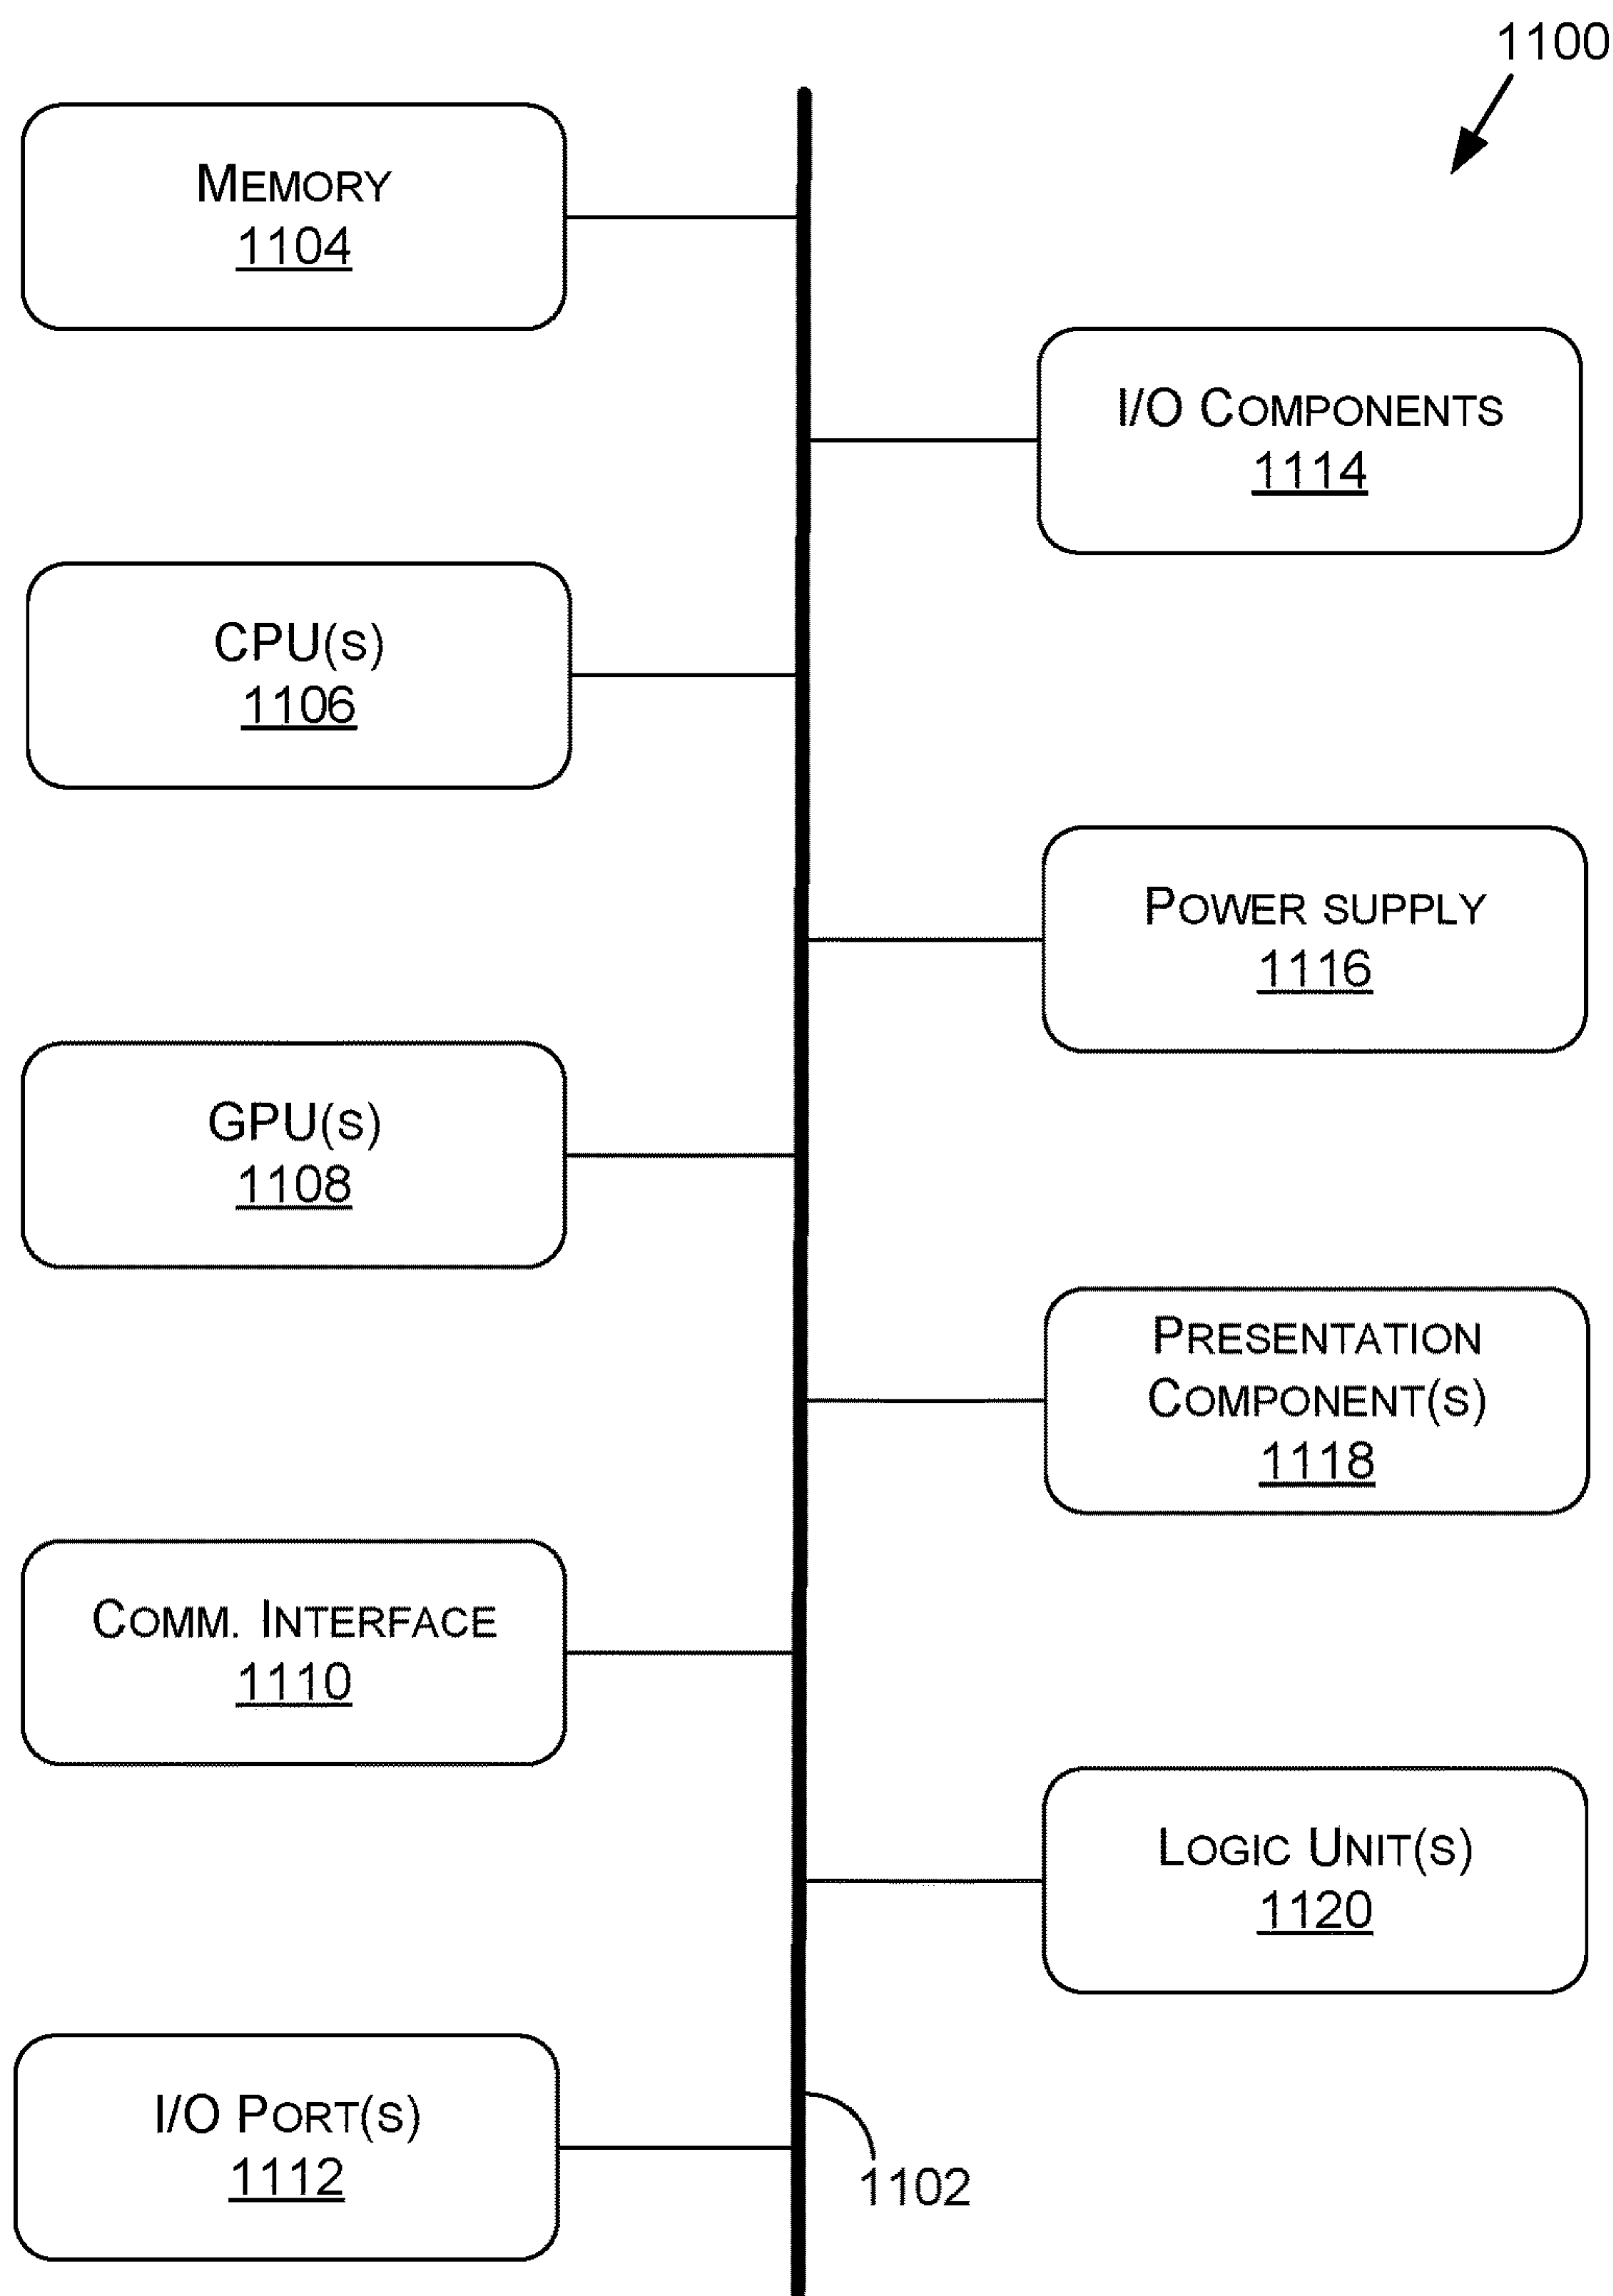 1100
MEMORY
1104
I/O COMPONENTS
1114
CPU(S)
1106
POWER SUPPLY
1116
GPU(S)
1108
PRESENTATION
COMPONENT(S)
1118
COMM. INTERFACE
1110
LOGIC UNIT(S)
1120
I/O PORT(S)
1112
1102